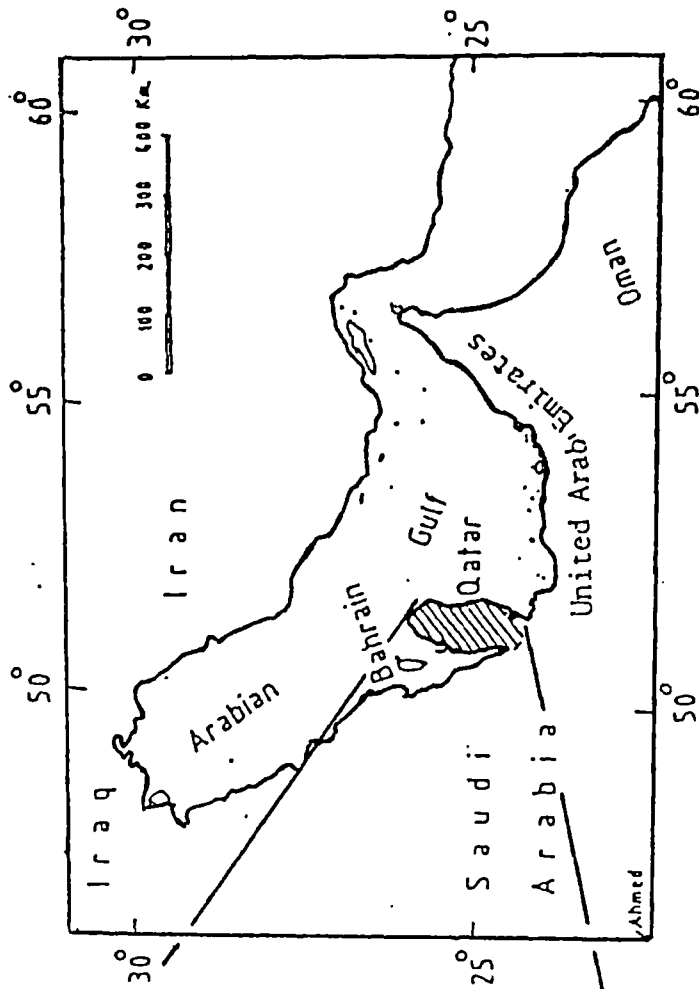 50°
55°
60°
30°
30°
0 100 200 300 400 Km.
Iraq
Iran
Arabian
Gulf
Bahrain
Qatar
Saudi
Arabia
United Arab'Emirates
Oman
25°
25
Ahmed
50°
55°
60°